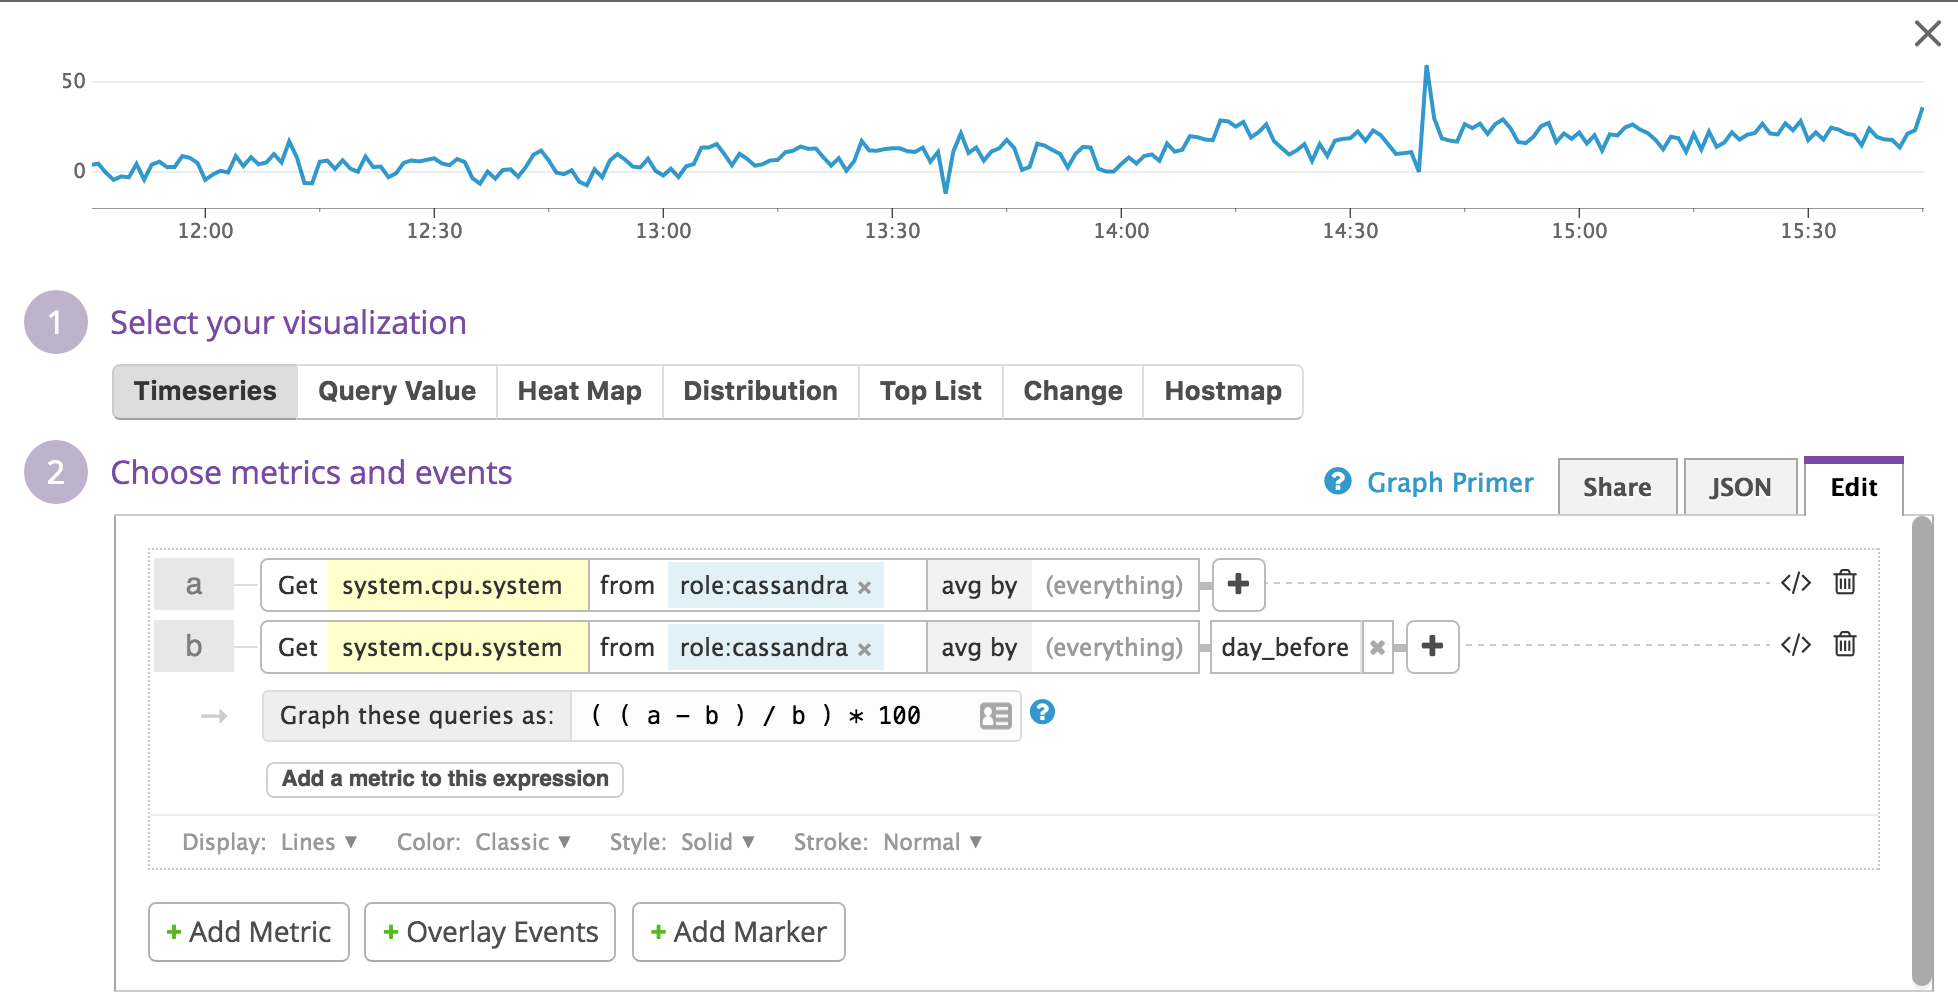 50
0
12:00 12:30 13:00 13:30 14:00 14:30 15:00 15:30
1 Select your visualization
Timeseries Query Value Heat Map Distribution Top List Change Hostmap
2 Choose metrics and events
? Graph Primer Share JSON Edit
a Get system.cpu.system from role:cassandra × avg by (everything) + </>
b Get system.cpu.system from role:cassandra × avg by (everything) day_before × + </>
→ Graph these queries as: ( ( a - b ) / b ) * 100 ?
Add a metric to this expression
Display: Lines ▼ Color: Classic ▼ Style: Solid ▼ Stroke: Normal ▼
+ Add Metric + Overlay Events + Add Marker